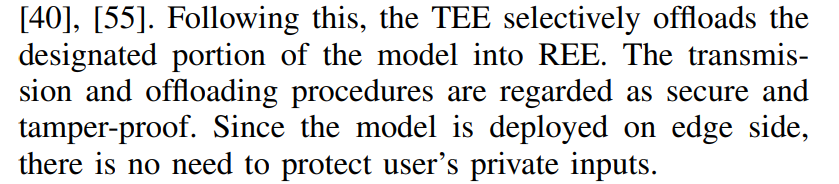 [40], [55]. Following this, the TEE selectively offloads the
designated portion of the model into REE. The transmis-
sion and offloading procedures are regarded as secure and
tamper-proof. Since the model is deployed on edge side,
there is no need to protect user's private inputs.